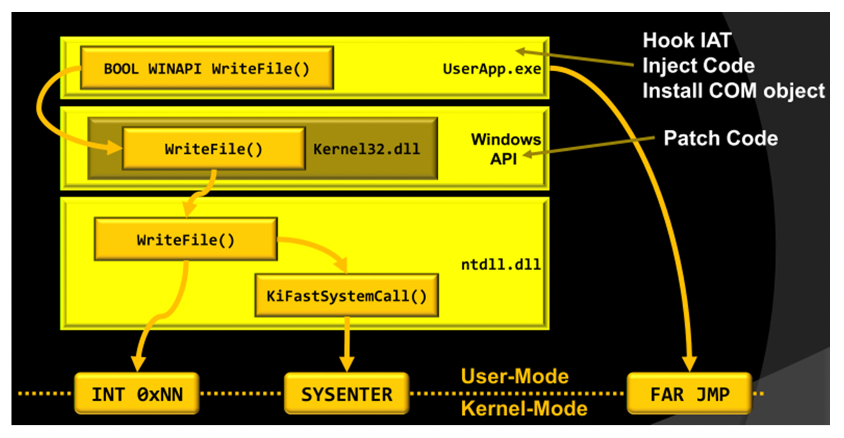 BOOL WINAPI WriteFile()
UserApp.exe
Hook IAT
Inject Code
Install COM object
WriteFile()
Kernel32.dll
Windows
API
Patch Code
WriteFile()
ntdll.dll
KiFastSystemCall()
User-Mode
INT 0xNN
SYSENTER
FAR JMP
Kernel-Mode